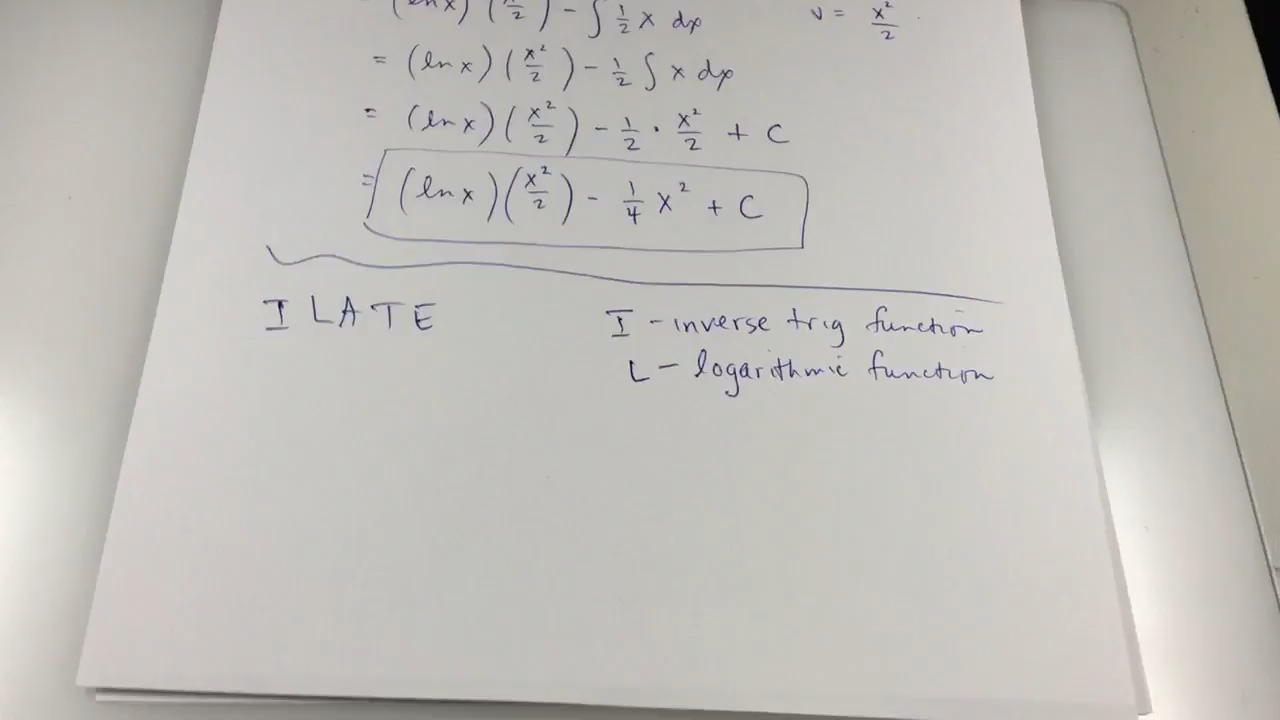 (ln x) (x²/2) - ∫ 1/2 x dx
v = x²/2
= (ln x) (x²/2) - 1/2 ∫ x dx
= (ln x) (x²/2) - 1/2 · x²/2 + C
= (ln x) (x²/2) - 1/4 x² + C
I LATE
I - inverse trig function
L - logarithmic function